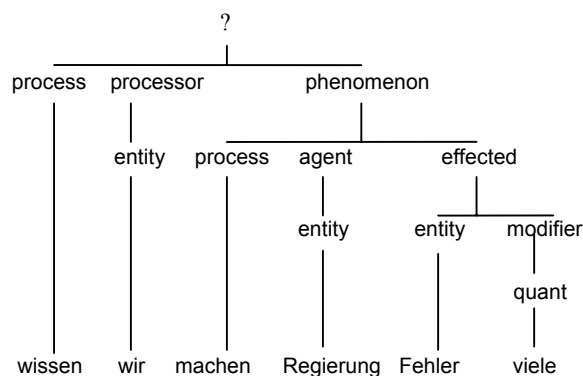 ?
process processor phenomenon
entity process agent effected
entity entity modifier
quant
wissen wir machen Regierung Fehler viele